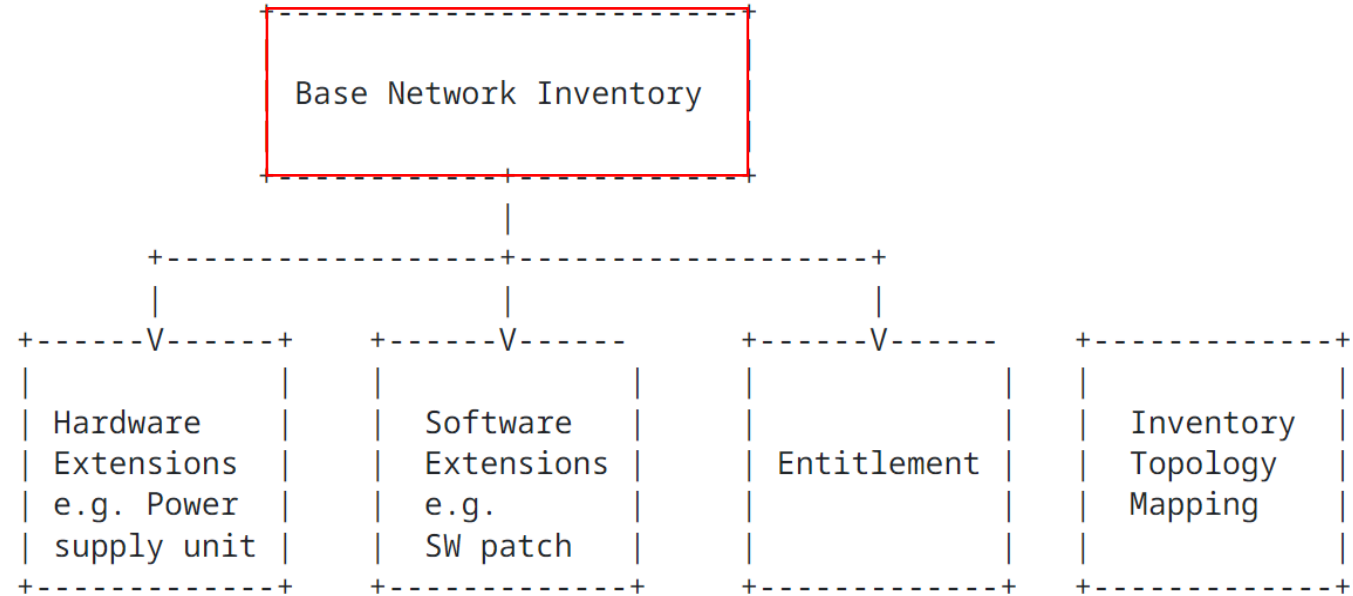 Base Network Inventory
Hardware
Extensions
e.g. Power
supply unit
Software
Extensions
e.g.
SW patch
Entitlement
Inventory
Topology
Mapping